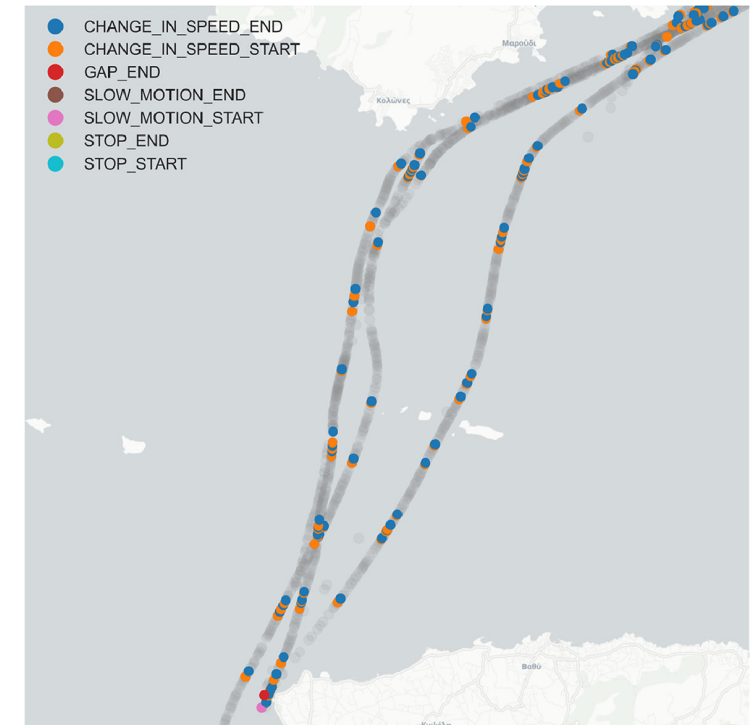 CHANGE_IN_SPEED_END
CHANGE_IN_SPEED_START
GAP_END
SLOW_MOTION_END
SLOW_MOTION_START
STOP_END
STOP_START
Μαρούδι
Κολώνες
Βαθύ